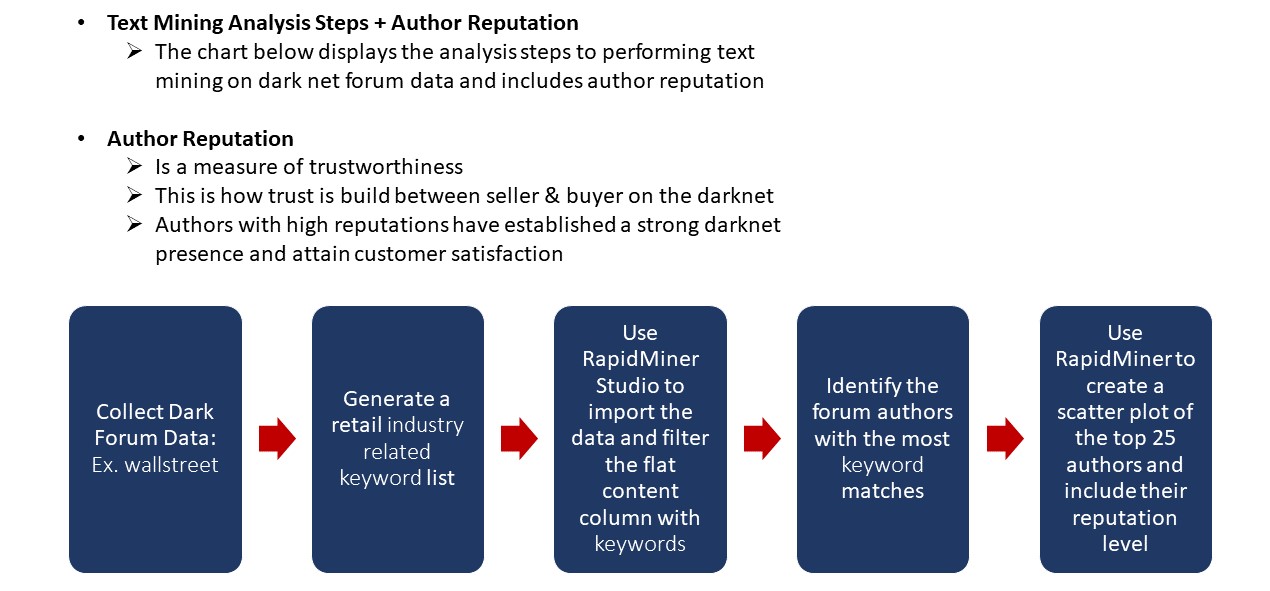 • Text Mining Analysis Steps + Author Reputation
➢ The chart below displays the analysis steps to performing text
mining on dark net forum data and includes author reputation
• Author Reputation
➢ Is a measure of trustworthiness
➢ This is how trust is build between seller & buyer on the darknet
➢ Authors with high reputations have established a strong darknet
presence and attain customer satisfaction
Collect Dark
Forum Data:
Ex. wallstreet
Generate a
retail industry
related
keyword list
Use
RapidMiner
Studio to
import the
data and filter
the flat
content
column with
keywords
Identify the
forum authors
with the most
keyword
matches
Use
RapidMiner to
create a
scatter plot of
the top 25
authors and
include their
reputation
level